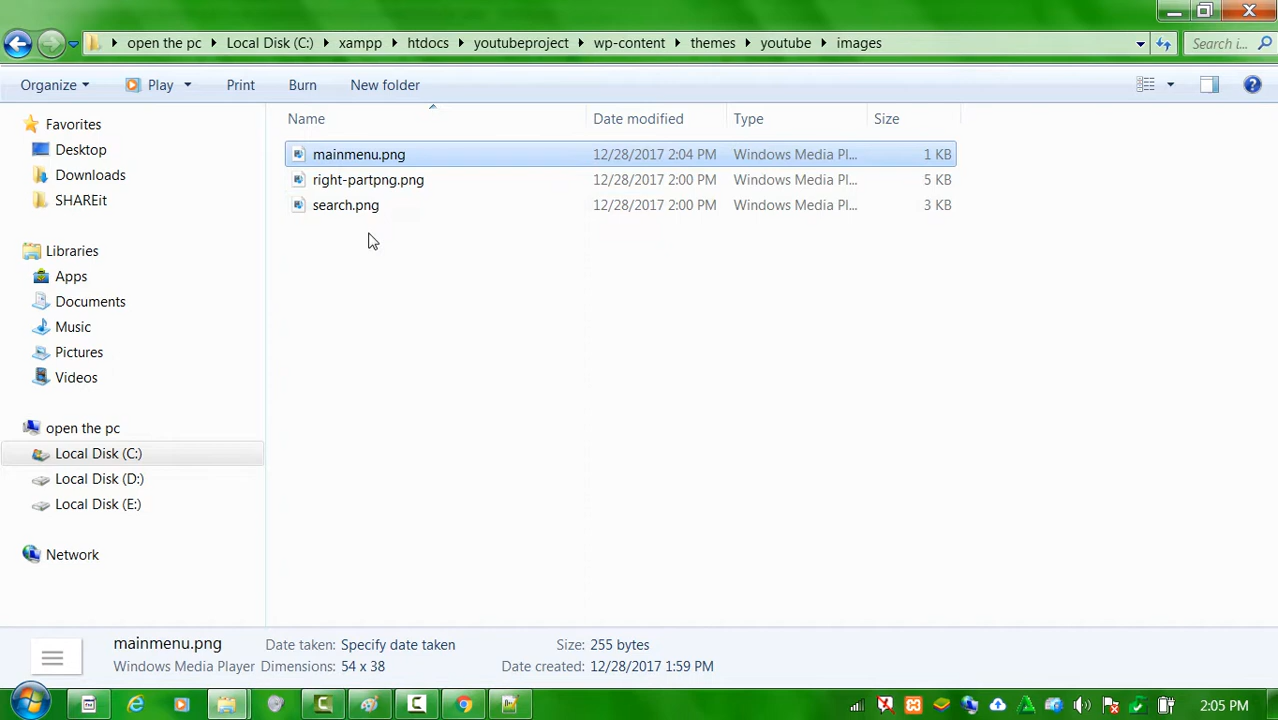 open the pc Local Disk (C:) xampp htdocs youtubeproject wp-content themes youtube images Search i...
Organize Play Print Burn New folder
Name Date modified Type Size
Favorites
Desktop
Downloads
SHAREit
Libraries
Apps
Documents
Music
Pictures
Videos
open the pc
Local Disk (C:)
Local Disk (D:)
Local Disk (E:)
Network
mainmenu.png 12/28/2017 2:04 PM Windows Media Pl... 1 KB
right-partpng.png 12/28/2017 2:00 PM Windows Media Pl... 5 KB
search.png 12/28/2017 2:00 PM Windows Media Pl... 3 KB
mainmenu.png Date taken: Specify date taken Size: 255 bytes
Windows Media Player Dimensions: 54 x 38 Date created: 12/28/2017 1:59 PM
2:05 PM